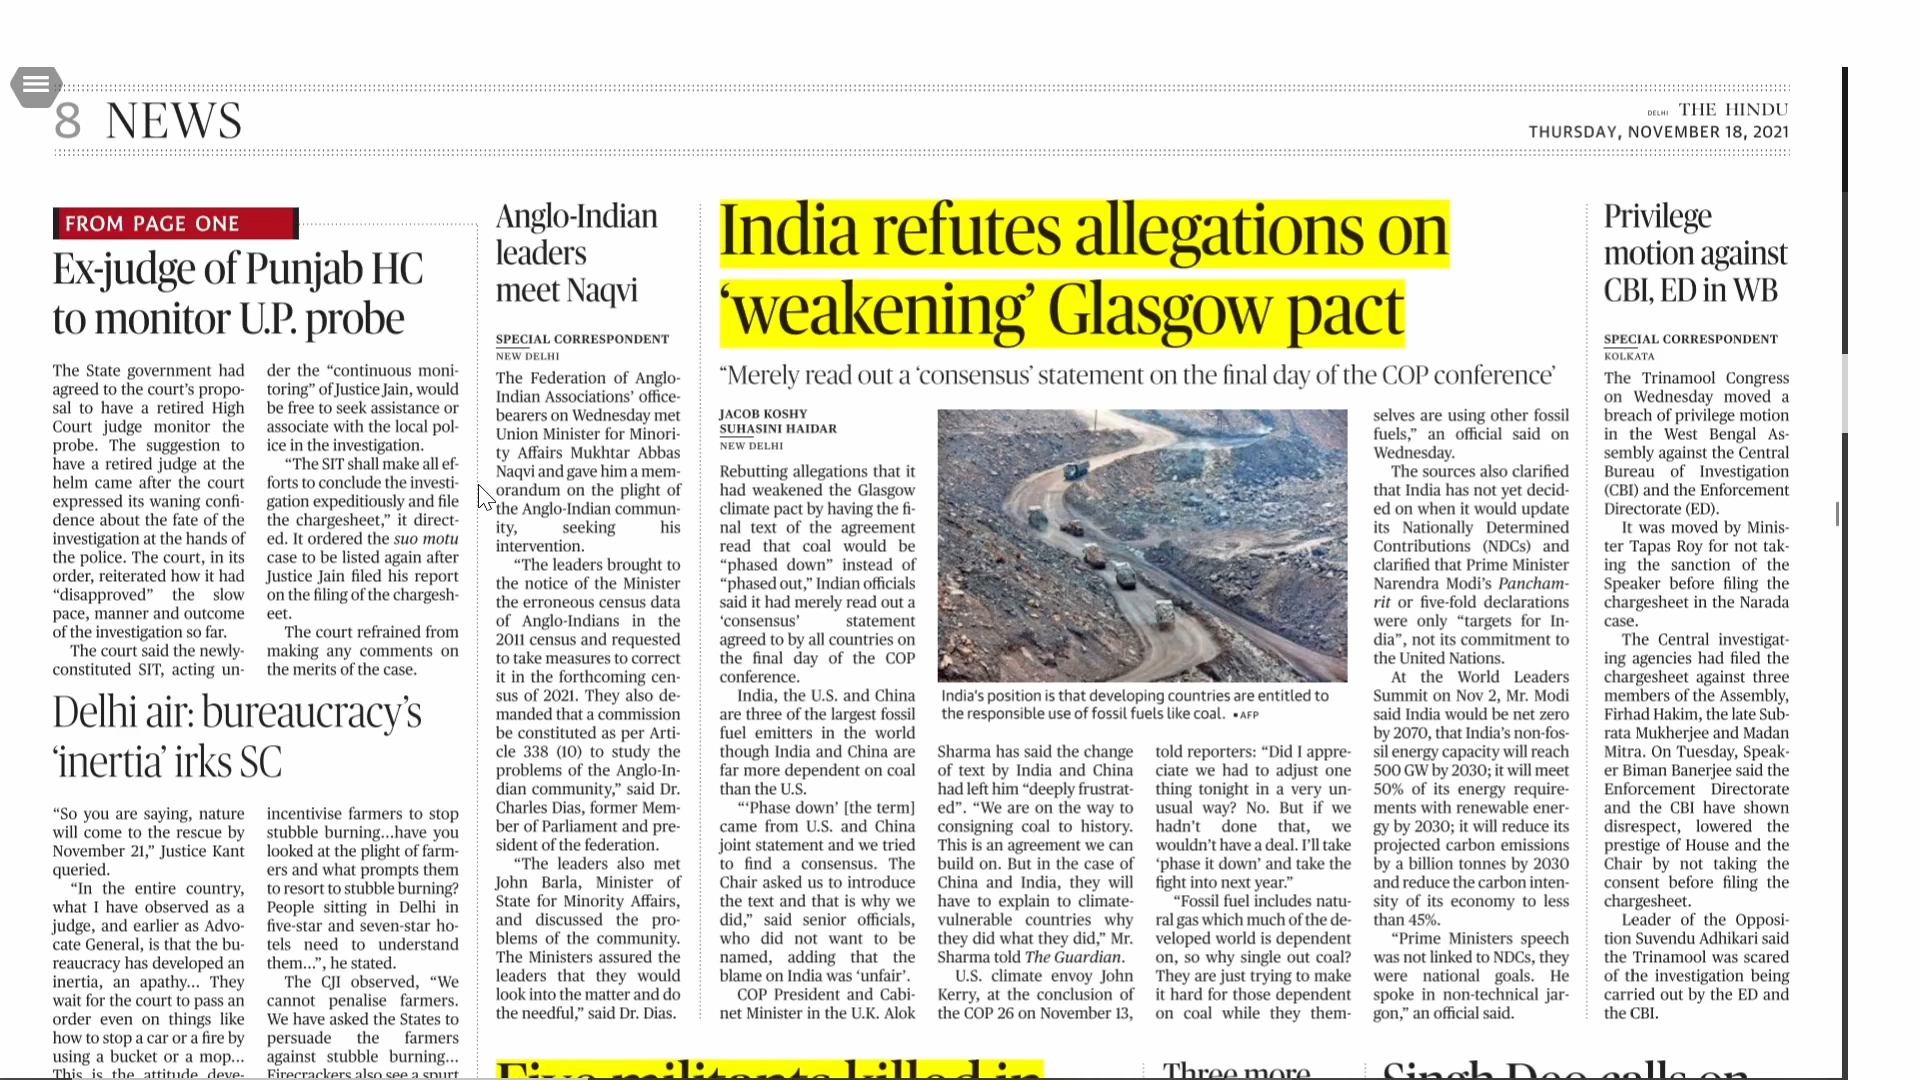 8 NEWS
DELHI THE HINDU
THURSDAY, NOVEMBER 18, 2021
FROM PAGE ONE
Ex-judge of Punjab HC
to monitor U.P. probe
The State government had
agreed to the court's propo-
sal to have a retired High
Court judge monitor the
probe. The suggestion to
have a retired judge at the
helm came after the court
expressed its waning confi-
dence about the fate of the
investigation at the hands of
the police. The court, in its
order, reiterated how it had
“disapproved” the slow
pace, manner and outcome
of the investigation so far.
The court said the newly-
constituted SIT, acting un-
der the “continuous moni-
toring” of Justice Jain, would
be free to seek assistance or
associate with the local pol-
ice in the investigation.
“The SIT shall make all ef-
forts to conclude the investi-
gation expeditiously and file
the chargesheet,” it direct-
ed. It ordered the suo motu
case to be listed again after
Justice Jain filed his report
on the filing of the chargesh-
eet.
The court refrained from
making any comments on
the merits of the case.
Delhi air: bureaucracy's
‘inertia’ irks SC
“So you are saying, nature
will come to the rescue by
November 21,” Justice Kant
queried.
“In the entire country,
what I have observed as a
judge, and earlier as Advo-
cate General, is that the bu-
reaucracy has developed an
inertia, an apathy... They
wait for the court to pass an
order even on things like
how to stop a car or a fire by
using a bucket or a mop...
This is the attitude deve-
incentivise farmers to stop
stubble burning...have you
looked at the plight of farm-
ers and what prompts them
to resort to stubble burning?
People sitting in Delhi in
five-star and seven-star ho-
tels need to understand
them...”, he stated.
The CJI observed, “We
cannot penalise farmers.
We have asked the States to
persuade the farmers
against stubble burning...
Firecrackers also see a spurt
Anglo-Indian
leaders
meet Naqvi
SPECIAL CORRESPONDENT
NEW DELHI
The Federation of Anglo-
Indian Associations' office-
bearers on Wednesday met
Union Minister for Minori-
ty Affairs Mukhtar Abbas
Naqvi and gave him a mem-
orandum on the plight of
the Anglo-Indian commun-
ity, seeking his
intervention.
“The leaders brought to
the notice of the Minister
the erroneous census data
of Anglo-Indians in the
2011 census and requested
to take measures to correct
it in the forthcoming cen-
sus of 2021. They also de-
manded that a commission
be constituted as per Arti-
cle 338 (10) to study the
problems of the Anglo-In-
dian community,” said Dr.
Charles Dias, former Mem-
ber of Parliament and pre-
sident of the federation.
“The leaders also met
John Barla, Minister of
State for Minority Affairs,
and discussed the pro-
blems of the community.
The Ministers assured the
leaders that they would
look into the matter and do
the needful,” said Dr. Dias.
India refutes allegations on
‘weakening’ Glasgow pact
“Merely read out a ‘consensus’ statement on the final day of the COP conference’
JACOB KOSHY
SUHASINI HAIDAR
NEW DELHI
Rebutting allegations that it
had weakened the Glasgow
climate pact by having the fi-
nal text of the agreement
read that coal would be
“phased down” instead of
“phased out,” Indian officials
said it had merely read out a
‘consensus’ statement
agreed to by all countries on
the final day of the COP
conference.
India, the U.S. and China
are three of the largest fossil
fuel emitters in the world
though India and China are
far more dependent on coal
than the U.S.
“‘Phase down’ [the term]
came from U.S. and China
joint statement and we tried
to find a consensus. The
Chair asked us to introduce
the text and that is why we
did,” said senior officials,
who did not want to be
named, adding that the
blame on India was ‘unfair’.
COP President and Cabi-
net Minister in the U.K. Alok
India's position is that developing countries are entitled to
the responsible use of fossil fuels like coal. ▪AFP
Sharma has said the change
of text by India and China
had left him “deeply frustrat-
ed”. “We are on the way to
consigning coal to history.
This is an agreement we can
build on. But in the case of
China and India, they will
have to explain to climate-
vulnerable countries why
they did what they did,” Mr.
Sharma told The Guardian.
U.S. climate envoy John
Kerry, at the conclusion of
the COP 26 on November 13,
told reporters: “Did I appre-
ciate we had to adjust one
thing tonight in a very un-
usual way? No. But if we
hadn't done that, we
wouldn't have a deal. I'll take
‘phase it down’ and take the
fight into next year.”
“Fossil fuel includes natu-
ral gas which much of the de-
veloped world is dependent
on, so why single out coal?
They are just trying to make
it hard for those dependent
on coal while they them-
selves are using other fossil
fuels,” an official said on
Wednesday.
The sources also clarified
that India has not yet decid-
ed on when it would update
its Nationally Determined
Contributions (NDCs) and
clarified that Prime Minister
Narendra Modi's Pancham-
rit or five-fold declarations
were only “targets for In-
dia”, not its commitment to
the United Nations.
At the World Leaders
Summit on Nov 2, Mr. Modi
said India would be net zero
by 2070, that India's non-fos-
sil energy capacity will reach
500 GW by 2030; it will meet
50% of its energy require-
ments with renewable ener-
gy by 2030; it will reduce its
projected carbon emissions
by a billion tonnes by 2030
and reduce the carbon inten-
sity of its economy to less
than 45%.
“Prime Ministers speech
was not linked to NDCs, they
were national goals. He
spoke in non-technical jar-
gon,” an official said.
Privilege
motion against
CBI, ED in WB
SPECIAL CORRESPONDENT
KOLKATA
The Trinamool Congress
on Wednesday moved a
breach of privilege motion
in the West Bengal As-
sembly against the Central
Bureau of Investigation
(CBI) and the Enforcement
Directorate (ED).
It was moved by Minis-
ter Tapas Roy for not tak-
ing the sanction of the
Speaker before filing the
chargesheet in the Narada
case.
The Central investigat-
ing agencies had filed the
chargesheet against three
members of the Assembly,
Firhad Hakim, the late Sub-
rata Mukherjee and Madan
Mitra. On Tuesday, Speak-
er Biman Banerjee said the
Enforcement Directorate
and the CBI have shown
disrespect, lowered the
prestige of House and the
Chair by not taking the
consent before filing the
chargesheet.
Leader of the Opposi-
tion Suvendu Adhikari said
the Trinamool was scared
of the investigation being
carried out by the ED and
the CBI.
Five militants killed in
Three more
Singh Deo calls on